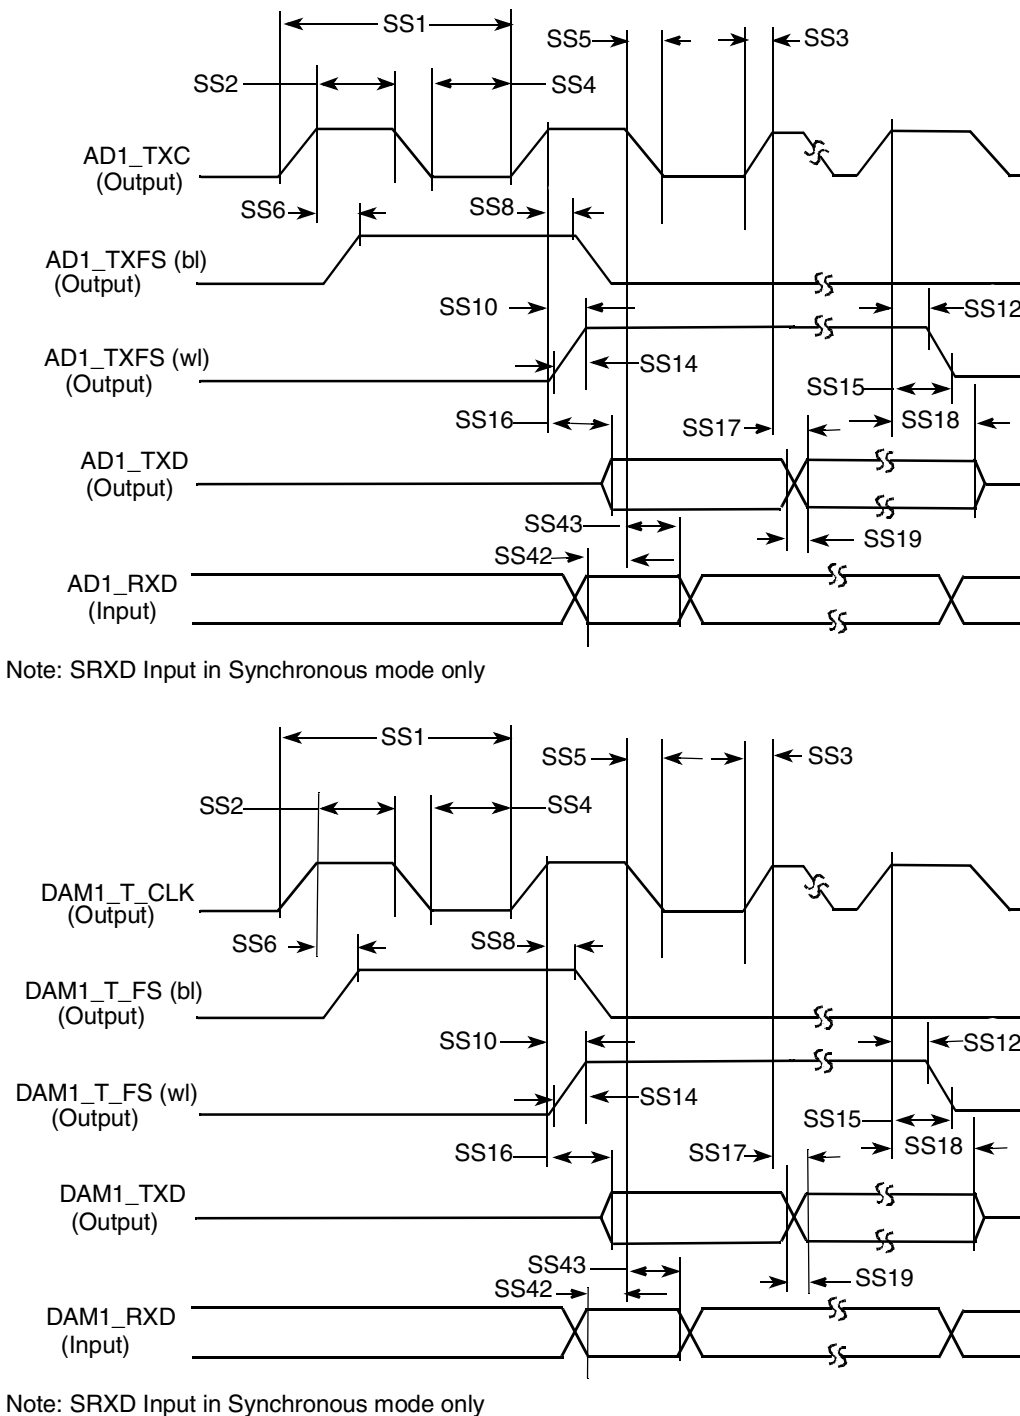 SS1
SS5
SS3
SS2
SS4
AD1_TXC
(Output)
SS6
SS8
AD1_TXFS (bl)
(Output)
SS10
SS12
AD1_TXFS (wl)
(Output)
SS14
SS15
SS16
SS17
SS18
AD1_TXD
(Output)
SS43
SS19
SS42
AD1_RXD
(Input)
Note: SRXD Input in Synchronous mode only
SS1
SS5
SS3
SS2
SS4
DAM1_T_CLK
(Output)
SS6
SS8
DAM1_T_FS (bl)
(Output)
SS10
SS12
DAM1_T_FS (wl)
(Output)
SS14
SS15
SS16
SS17
SS18
DAM1_TXD
(Output)
SS43
SS19
SS42
DAM1_RXD
(Input)
Note: SRXD Input in Synchronous mode only